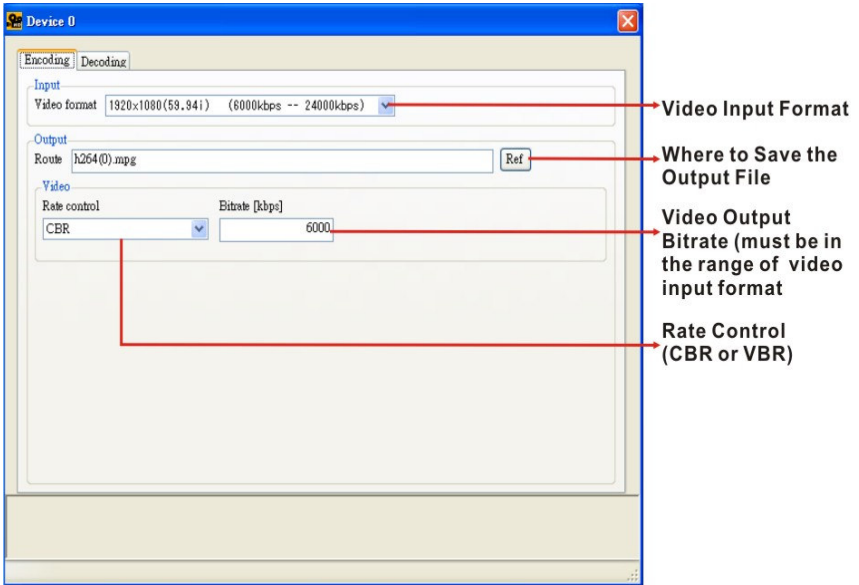 Device 0
Encoding Decoding
Input
Video format 1920x1080(59.94i) (6000kbps -- 24000kbps)
Output
Route h264(0).mpg Ref
Video
Rate control Bitrate [kbps]
CBR 6000
Video Input Format
Where to Save the
Output File
Video Output
Bitrate (must be in
the range of video
input format
Rate Control
(CBR or VBR)